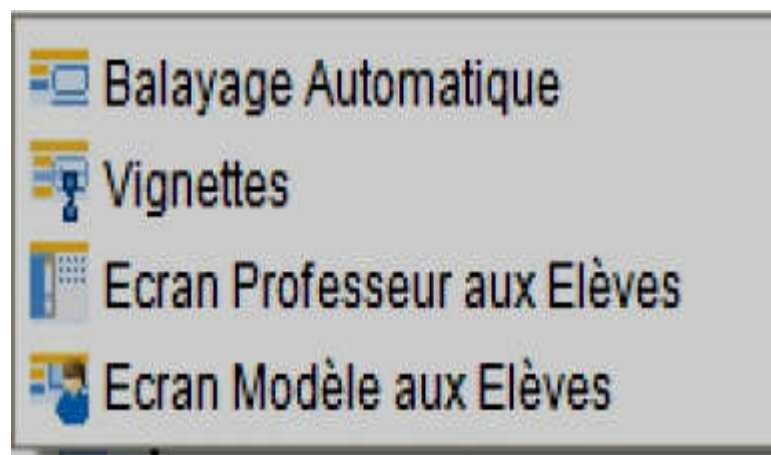 Balayage Automatique
Vignettes
Ecran Professeur aux Elèves
Ecran Modèle aux Elèves